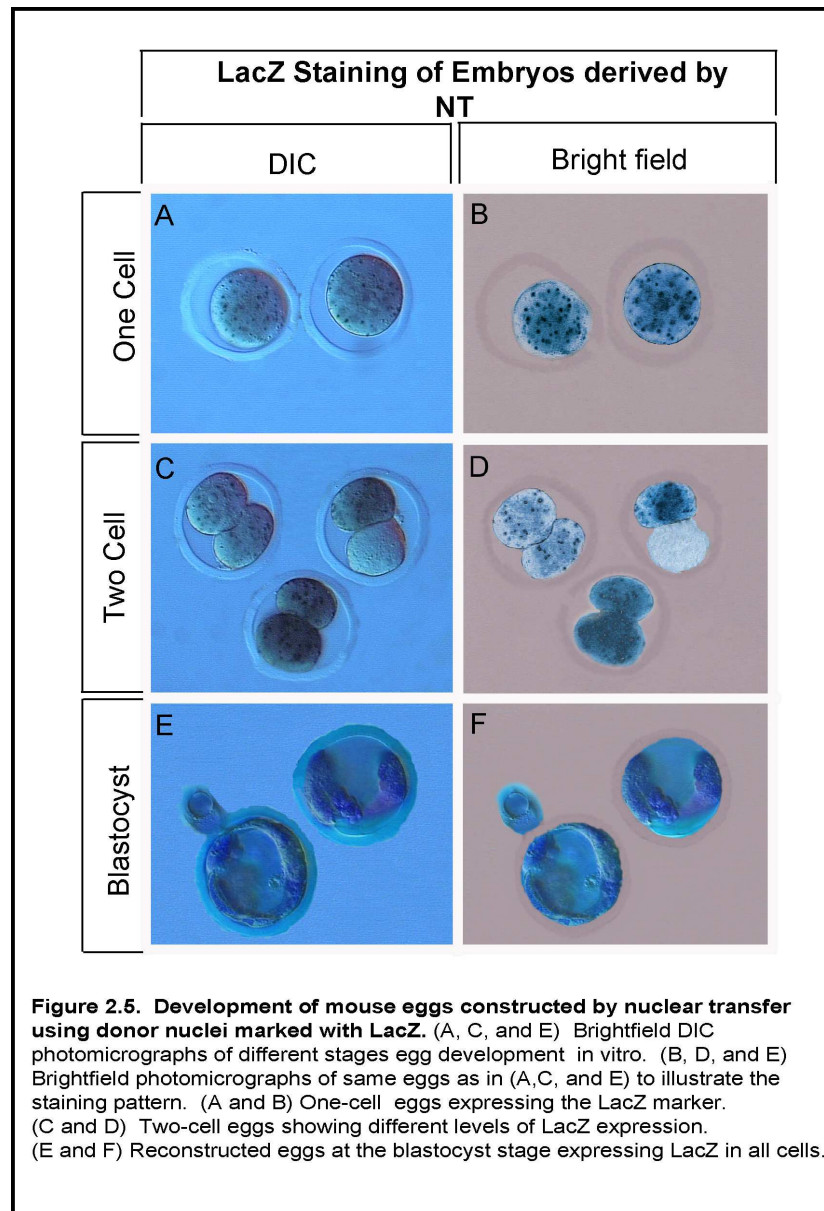 LacZ Staining of Embryos derived by
NT
DIC
Bright field
One Cell
A
B
Two Cell
C
D
Blastocyst
E
F
Figure 2.5. Development of mouse eggs constructed by nuclear transfer
using donor nuclei marked with LacZ. (A, C, and E) Brightfield DIC
photomicrographs of different stages egg development in vitro. (B, D, and E)
Brightfield photomicrographs of same eggs as in (A,C, and E) to illustrate the
staining pattern. (A and B) One-cell eggs expressing the LacZ marker.
(C and D) Two-cell eggs showing different levels of LacZ expression.
(E and F) Reconstructed eggs at the blastocyst stage expressing LacZ in all cells.